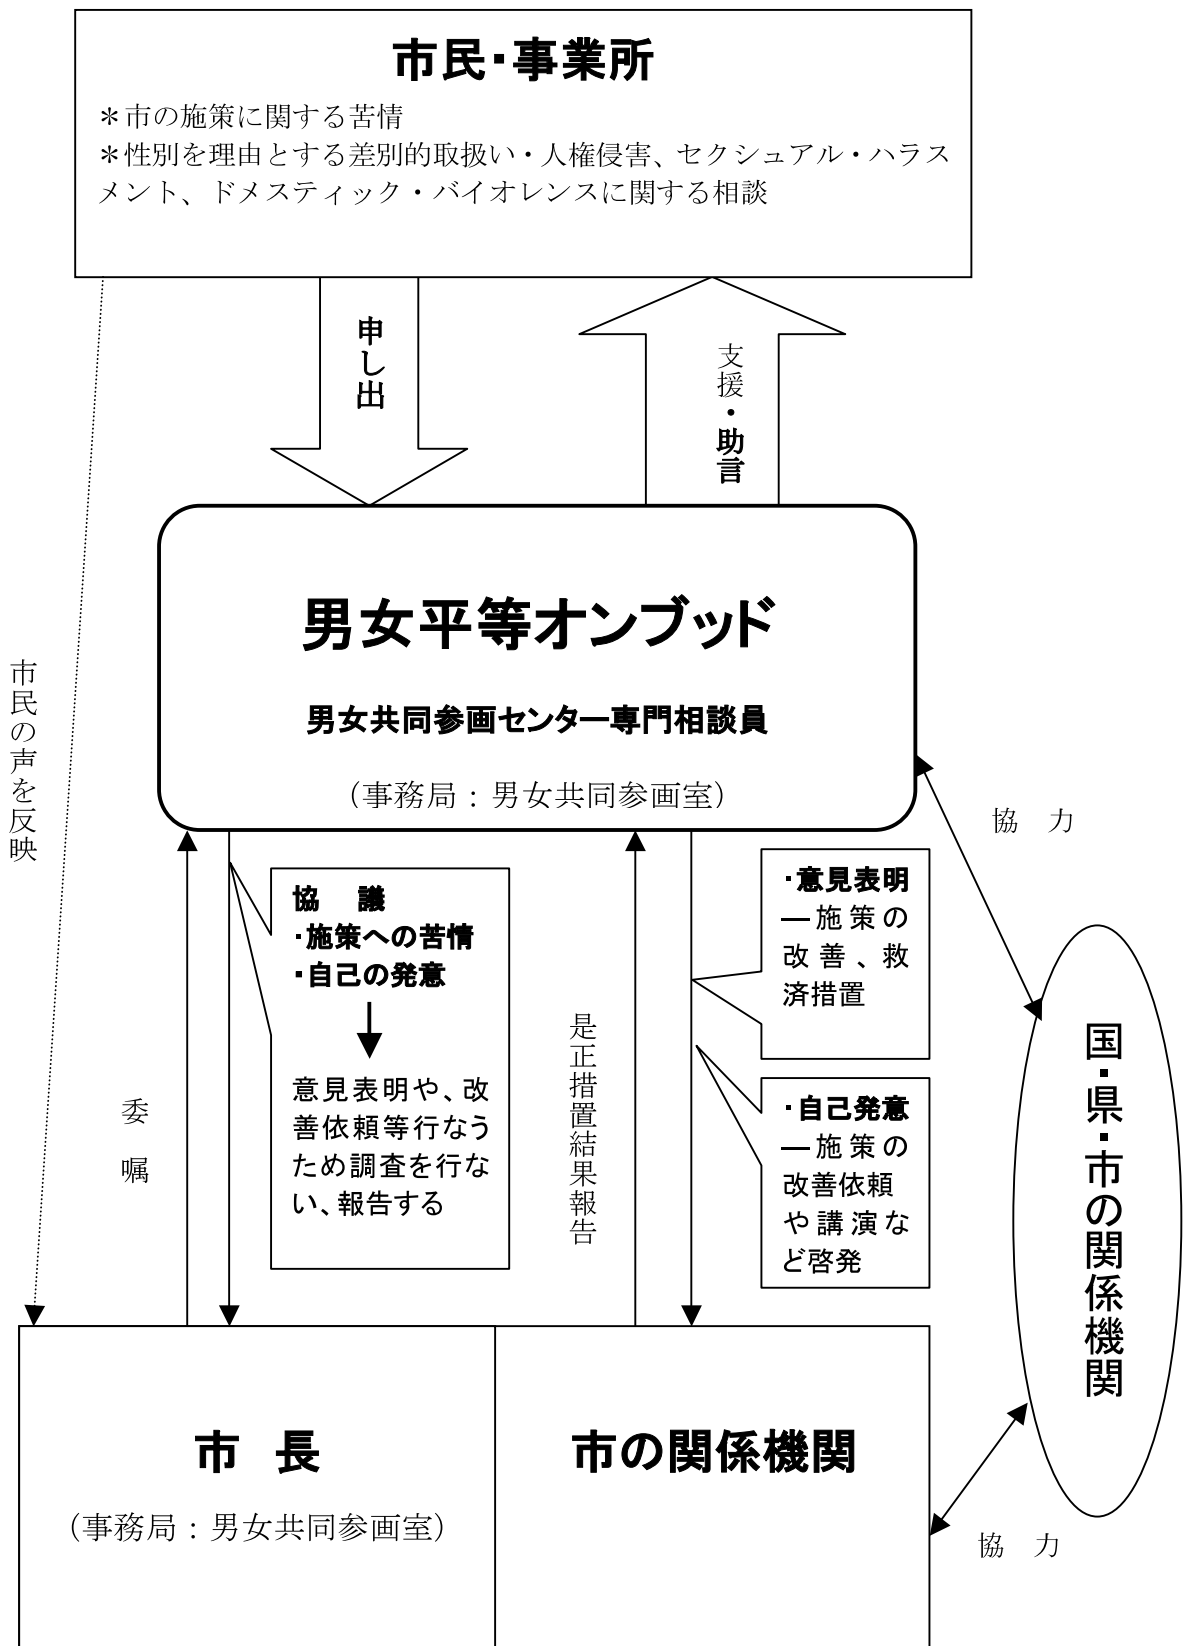 市民・事業所
＊市の施策に関する苦情
＊性別を理由とする差別的取扱い・人権侵害、セクシュアル・ハラス
メント、ドメスティック・バイオレンスに関する相談
申し出
支援・助言
男女平等オンブッド
男女共同参画センター専門相談員
（事務局：男女共同参画室）
市民の声を反映
協　力
協　議
・施策への苦情
・自己の発意
意見表明や、改
善依頼等行なう
ため調査を行な
い、報告する
・意見表明
―施策の
改善、救
済措置
・自己発意
―施策の
改善依頼
や講演な
ど啓発
委　嘱
是正措置結果報告
国・県・市の関係機関
市　長
（事務局：男女共同参画室）
市の関係機関
協　力